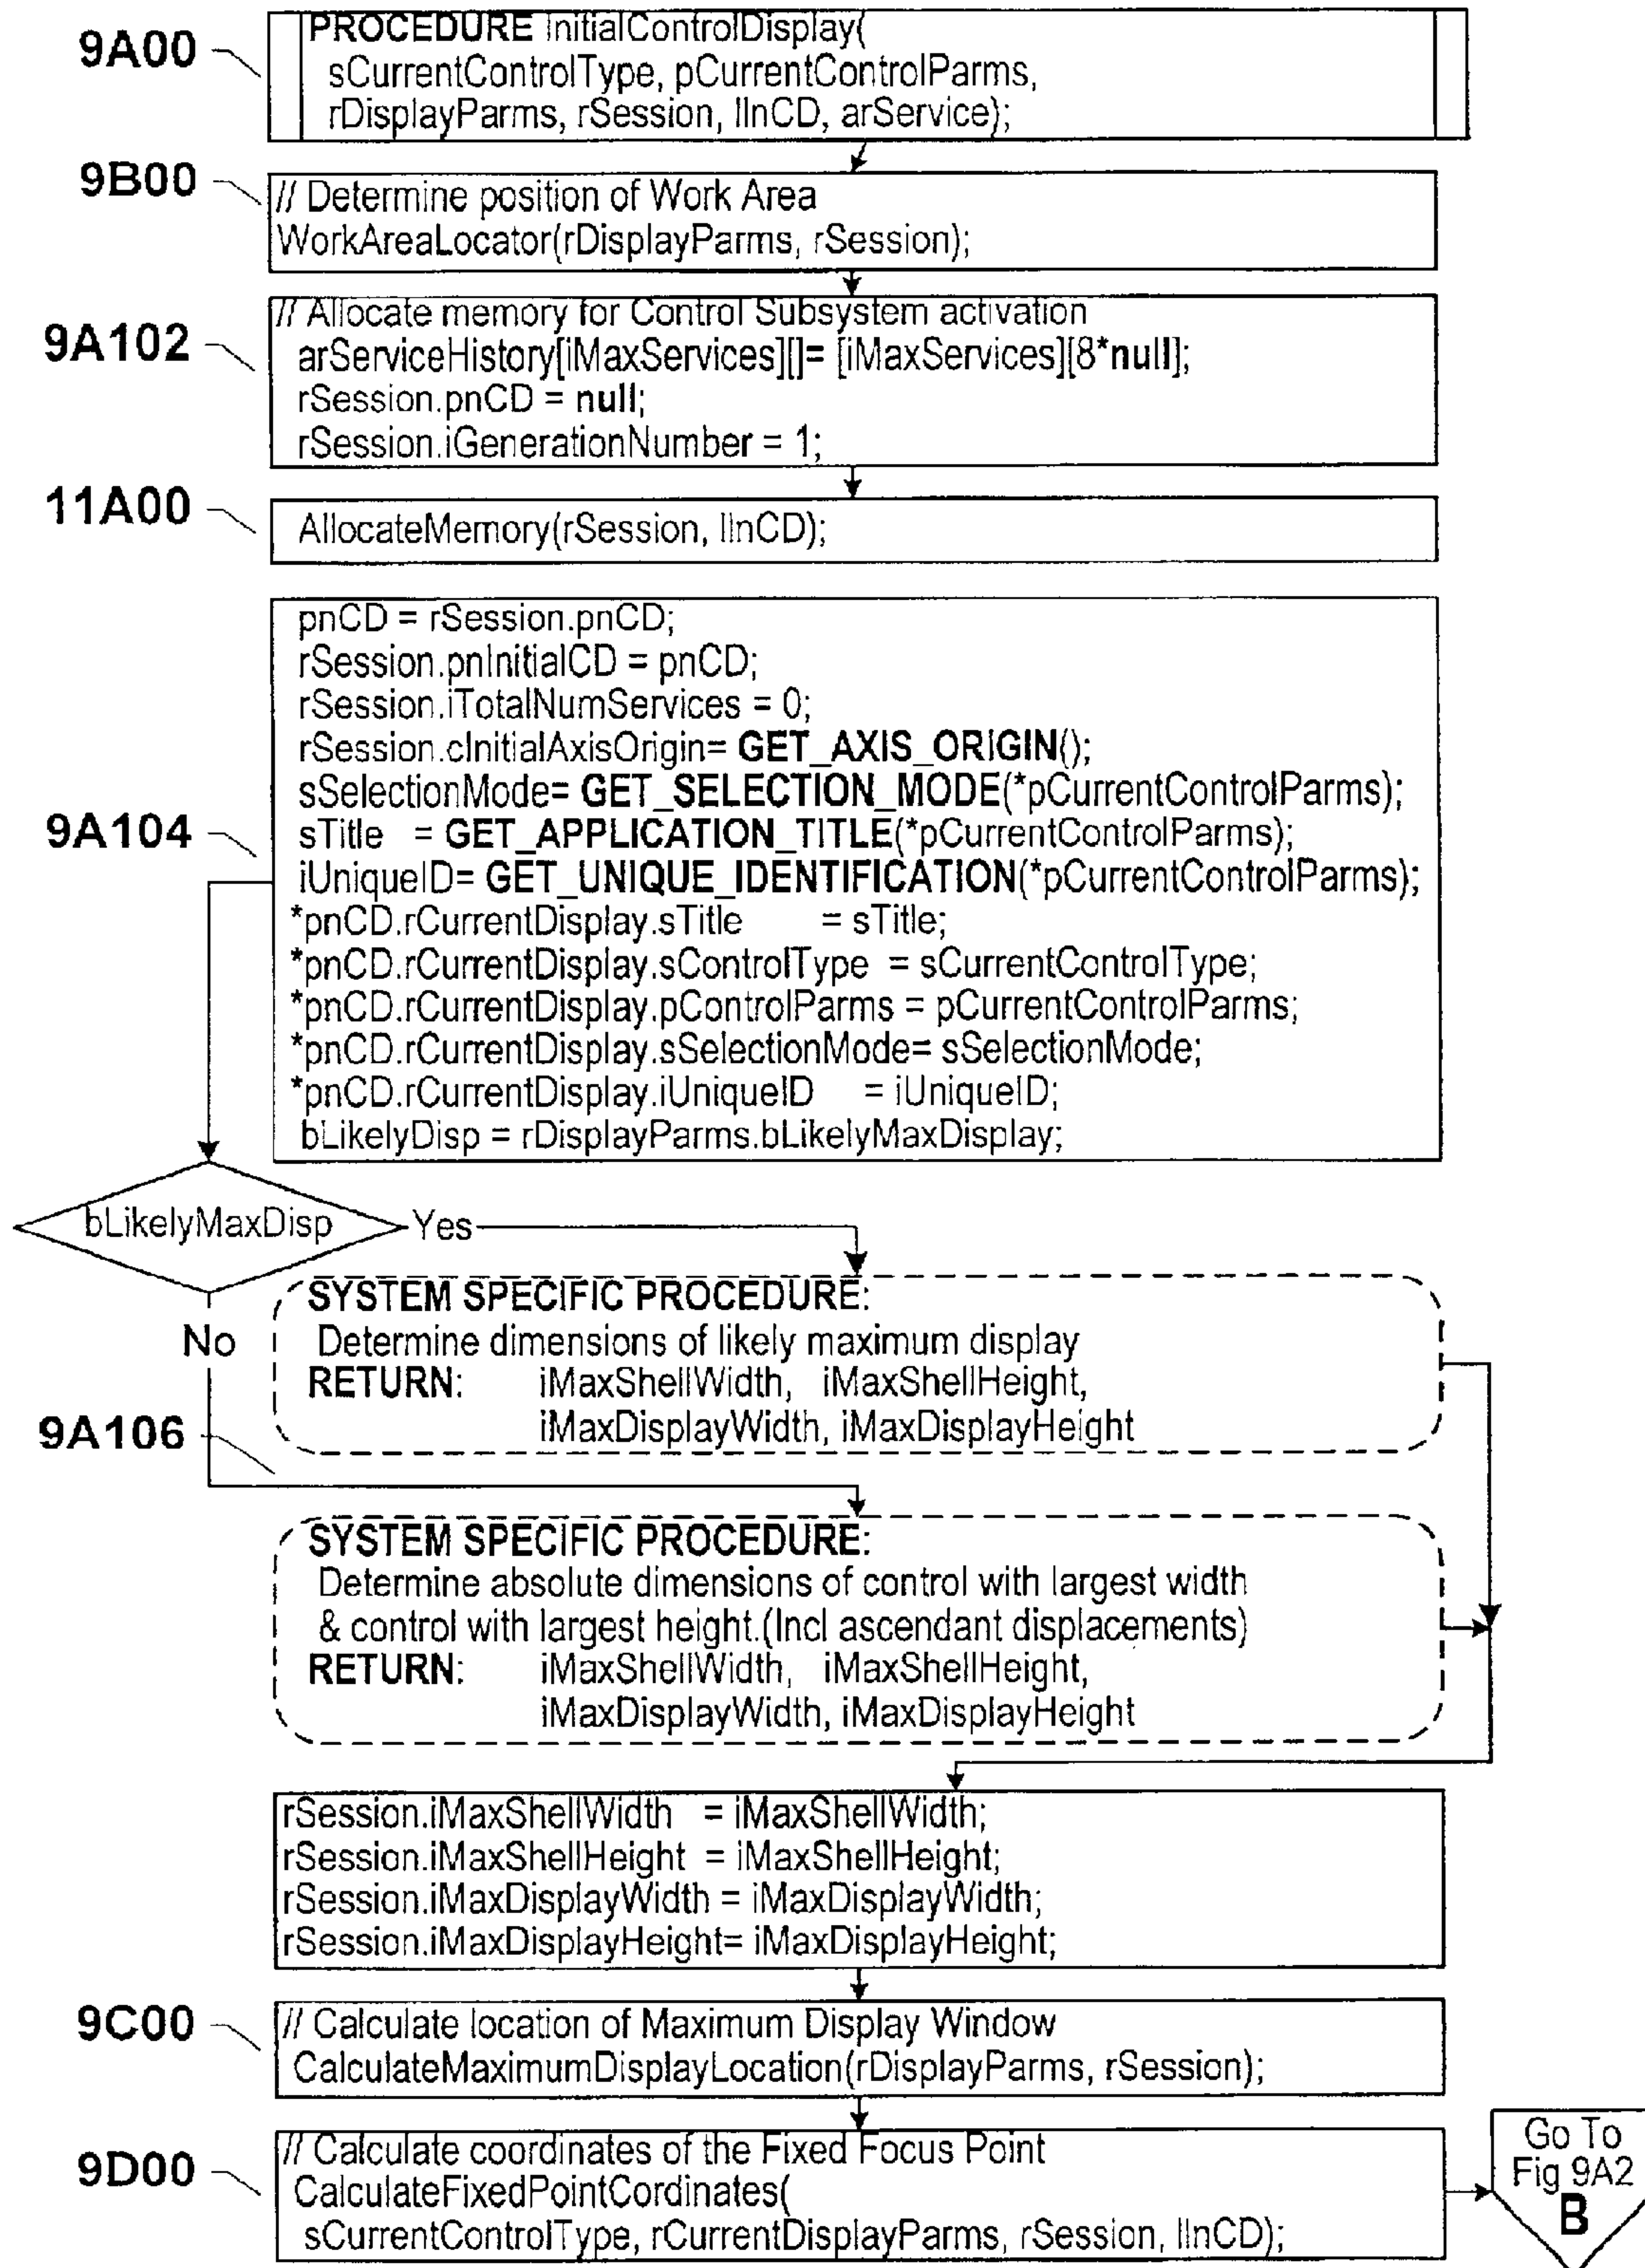 9A00
PROCEDURE InitialControlDisplay(
sCurrentControlType, pCurrentControlParms,
rDisplayParms, rSession, llnCD, arService);
9B00
// Determine position of Work Area
WorkAreaLocator(rDisplayParms, rSession);
9A102
// Allocate memory for Control Subsystem activation
arServiceHistory[iMaxServices][]= [iMaxServices][8*null];
rSession.pnCD = null;
rSession.iGenerationNumber = 1;
11A00
AllocateMemory(rSession, llnCD);
9A104
pnCD = rSession.pnCD;
rSession.pnInitialCD = pnCD;
rSession.iTotalNumServices = 0;
rSession.cInitialAxisOrigin= GET_AXIS_ORIGIN();
sSelectionMode= GET_SELECTION_MODE(*pCurrentControlParms);
sTitle = GET_APPLICATION_TITLE(*pCurrentControlParms);
iUniqueID= GET_UNIQUE_IDENTIFICATION(*pCurrentControlParms);
*pnCD.rCurrentDisplay.sTitle = sTitle;
*pnCD.rCurrentDisplay.sControlType = sCurrentControlType;
*pnCD.rCurrentDisplay.pControlParms = pCurrentControlParms;
*pnCD.rCurrentDisplay.sSelectionMode= sSelectionMode;
*pnCD.rCurrentDisplay.iUniqueID = iUniqueID;
bLikelyDisp = rDisplayParms.bLikelyMaxDisplay;
bLikelyMaxDisp
Yes
No
SYSTEM SPECIFIC PROCEDURE:
Determine dimensions of likely maximum display
RETURN: iMaxShellWidth, iMaxShellHeight,
iMaxDisplayWidth, iMaxDisplayHeight
9A106
SYSTEM SPECIFIC PROCEDURE:
Determine absolute dimensions of control with largest width
& control with largest height.(Incl ascendant displacements)
RETURN: iMaxShellWidth, iMaxShellHeight,
iMaxDisplayWidth, iMaxDisplayHeight
rSession.iMaxShellWidth = iMaxShellWidth;
rSession.iMaxShellHeight = iMaxShellHeight;
rSession.iMaxDisplayWidth = iMaxDisplayWidth;
rSession.iMaxDisplayHeight= iMaxDisplayHeight;
9C00
// Calculate location of Maximum Display Window
CalculateMaximumDisplayLocation(rDisplayParms, rSession);
9D00
// Calculate coordinates of the Fixed Focus Point
CalculateFixedPointCordinates(
sCurrentControlType, rCurrentDisplayParms, rSession, llnCD);
Go To
Fig 9A2
B